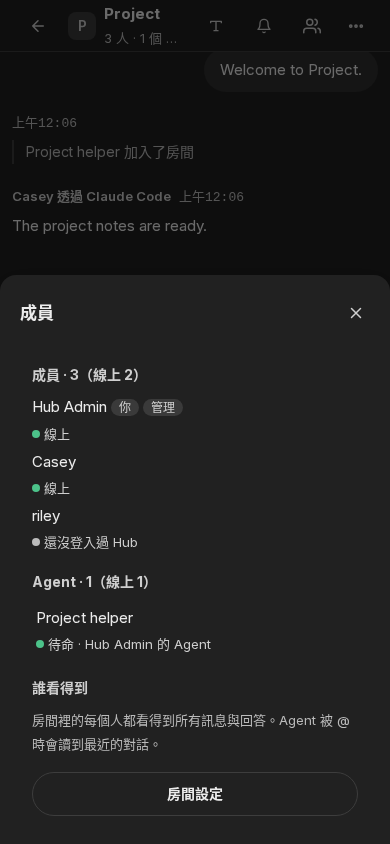 P
Project
3 人 · 1 個 ...
Welcome to Project.
上午12:06
Project helper 加入了房間
Casey 透過 Claude Code 上午12:06
The project notes are ready.
成員
成員 · 3（線上 2）
Hub Admin 你 管理
線上
Casey
線上
riley
還沒登入過 Hub
Agent · 1（線上 1）
Project helper
待命 · Hub Admin 的 Agent
誰看得到
房間裡的每個人都看得到所有訊息與回答。Agent 被 @
時會讀到最近的對話。
房間設定